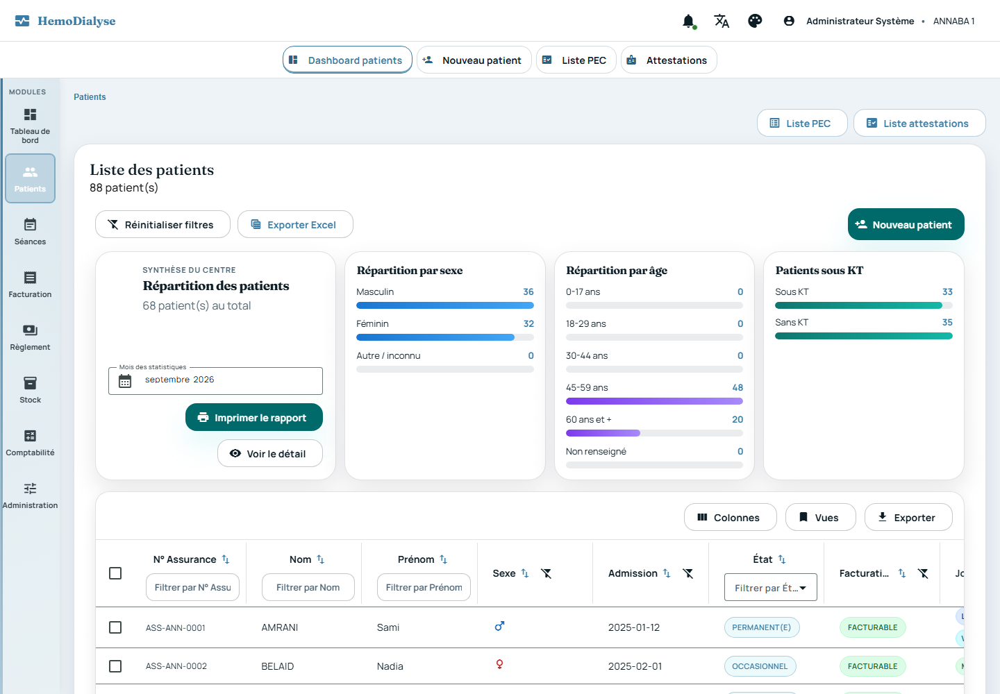 HemoDialyse
Administrateur Système • ANNABA 1
Dashboard patients
Nouveau patient
Liste PEC
Attestations
MODULES
Tableau de
bord
Patients
Séances
Facturation
Règlement
Stock
Comptabilité
Administration
Patients
Liste PEC
Liste attestations
Liste des patients
88 patient(s)
Réinitialiser filtres
Exporter Excel
Nouveau patient
SYNTHÈSE DU CENTRE
Répartition des patients
68 patient(s) au total
Mois des statistiques
septembre 2026
Imprimer le rapport
Voir le détail
Répartition par sexe
Masculin 36
Féminin 32
Autre / inconnu 0
Répartition par âge
0-17 ans 0
18-29 ans 0
30-44 ans 0
45-59 ans 48
60 ans et + 20
Non renseigné 0
Patients sous KT
Sous KT 33
Sans KT 35
Colonnes
Vues
Exporter
N° Assurance Nom Prénom Sexe Admission État Facturati...
Filtrer par N° Assu Filtrer par Nom Filtrer par Prénom Filtrer par Ét...
ASS-ANN-0001 AMRANI Sami 2025-01-12 PERMANENT(E) FACTURABLE
ASS-ANN-0002 BELAID Nadia 2025-02-01 OCCASIONNEL FACTURABLE